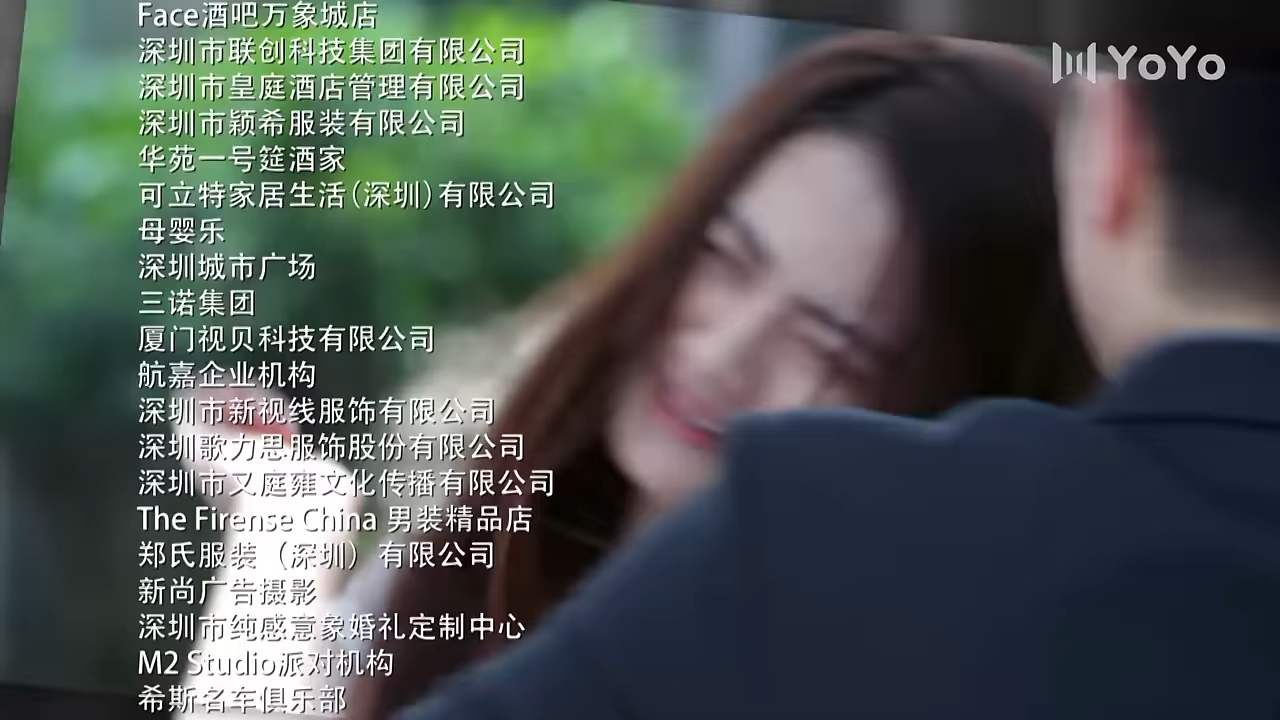 Face酒吧万象城店
YoYo
深圳市联创科技集团有限公司
深圳市皇庭酒店管理有限公司
深圳市颖希服装有限公司
华苑一号筵酒家
可立特家居生活(深圳)有限公司
母婴乐
深圳城市广场
三诺集团
厦门视贝科技有限公司
航嘉企业机构
深圳市新视线服饰有限公司
深圳歌力思服饰股份有限公司
深圳市又庭雍文化传播有限公司
The Firense China 男装精品店
郑氏服装（深圳）有限公司
新尚广告摄影
深圳市纯感意象婚礼定制中心
M2 Studio派对机构
希斯名车俱乐部